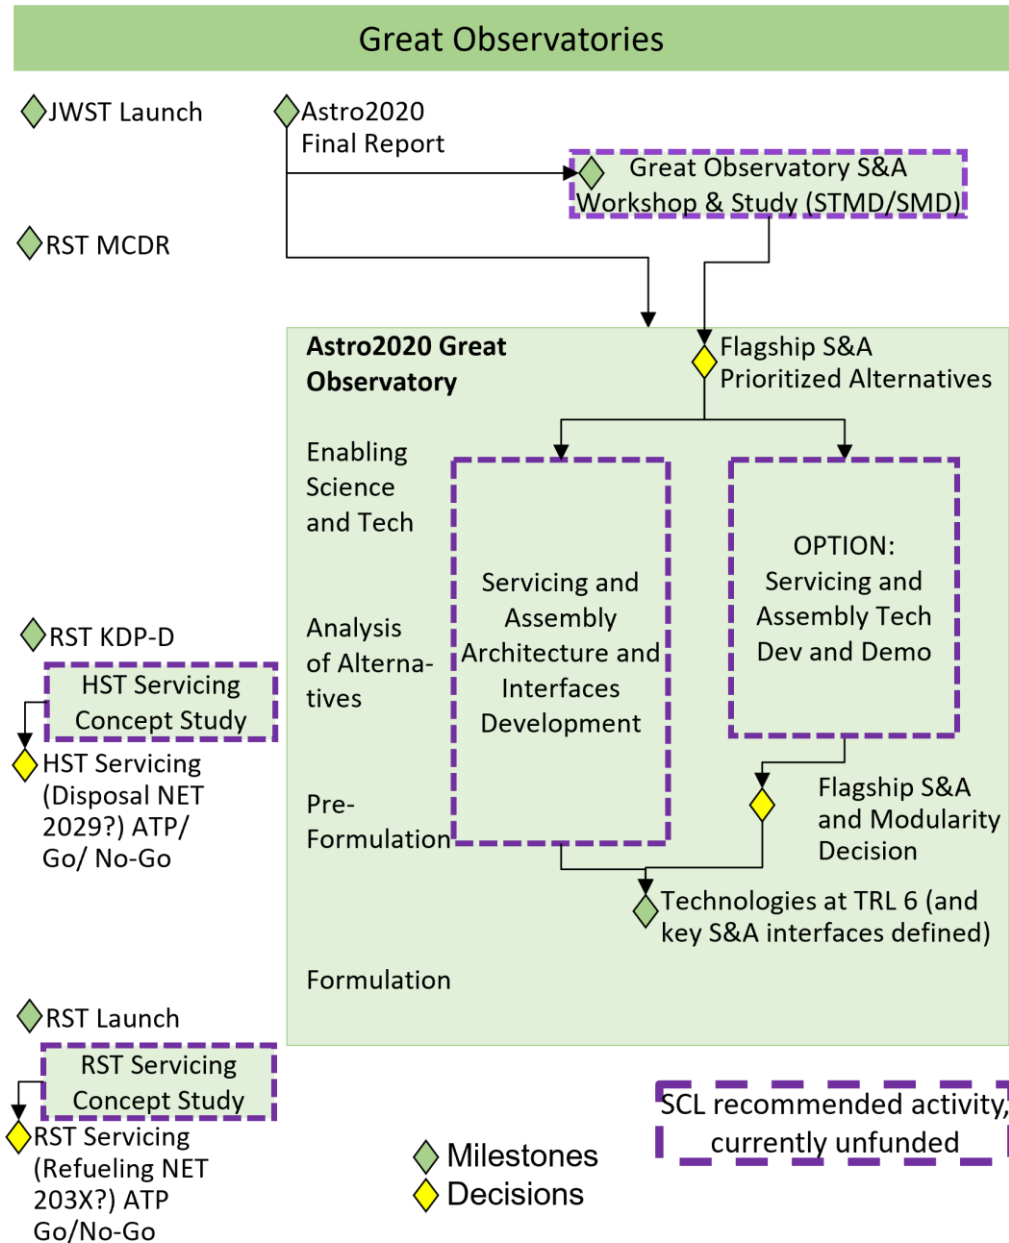 Great Observatories
JWST Launch
Astro2020
Final Report
Great Observatory S&A
Workshop & Study (STMD/SMD)
RST MCDR
Astro2020 Great
Observatory
Flagship S&A
Prioritized Alternatives
Enabling
Science
and Tech
Servicing and
Assembly
Architecture and
Interfaces
Development
OPTION:
Servicing and
Assembly Tech
Dev and Demo
Analysis
of Alterna-
tives
RST KDP-D
HST Servicing
Concept Study
HST Servicing
(Disposal NET
2029?) ATP/
Go/ No-Go
Pre-
Formulation
Flagship S&A
and Modularity
Decision
Technologies at TRL 6 (and
key S&A interfaces defined)
Formulation
RST Launch
RST Servicing
Concept Study
RST Servicing
(Refueling NET
203X?) ATP
Go/No-Go
Milestones
Decisions
SCL recommended activity,
currently unfunded